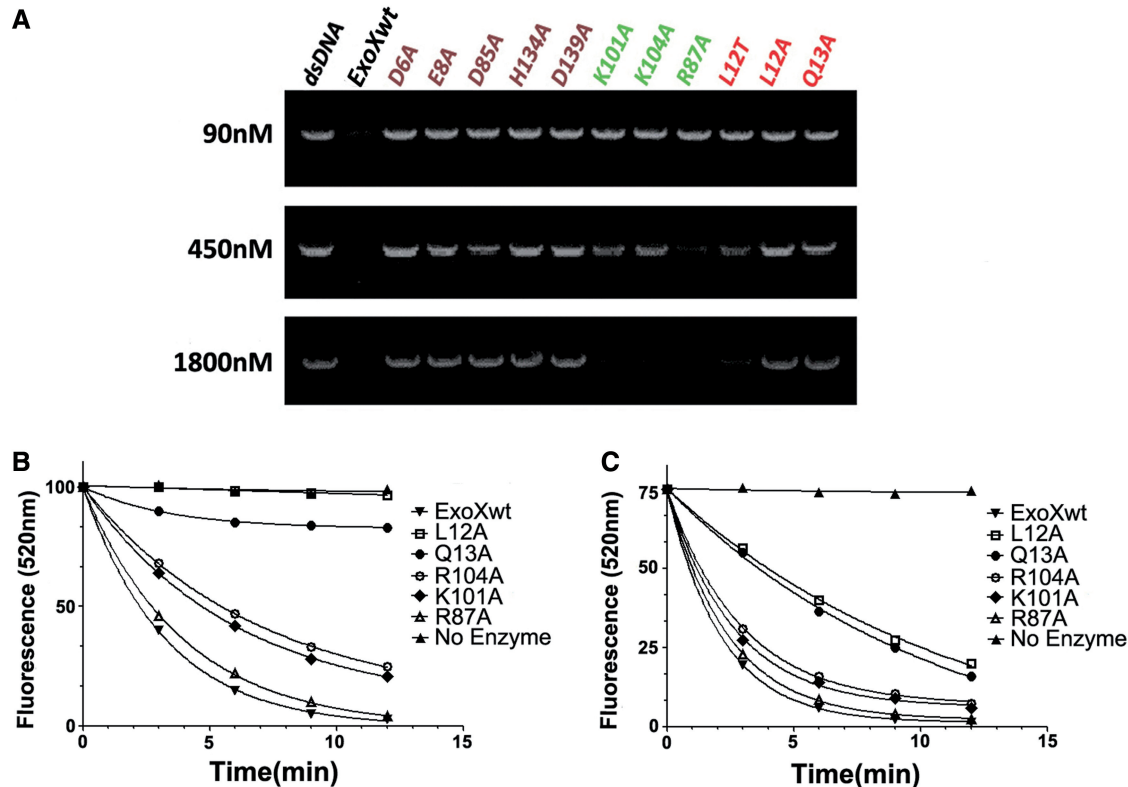 A
dsDNA ExoXwt D6A E8A D85A H134A D139A K101A K104A R87A L12T L12A Q13A
90nM
450nM
1800nM
B
Fluorescence (520nm)
100
50
0
0 5 10 15
Time(min)
ExoXwt
L12A
Q13A
R104A
K101A
R87A
No Enzyme
C
Fluorescence (520nm)
75
50
25
0
0 5 10 15
Time(min)
ExoXwt
L12A
Q13A
R104A
K101A
R87A
No Enzyme